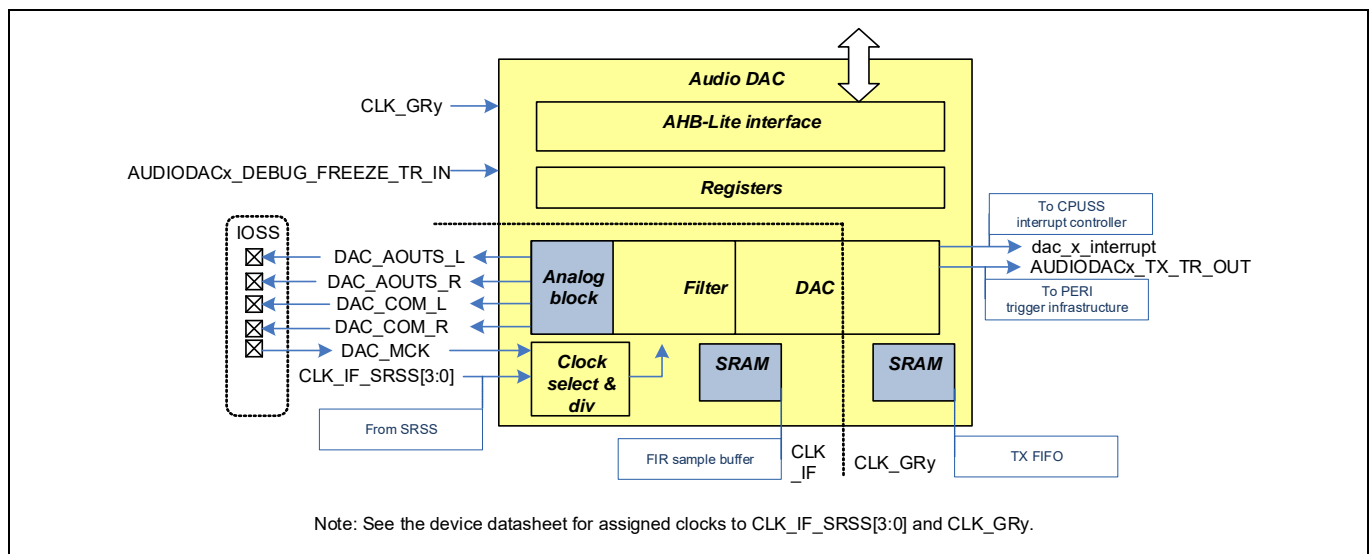 Audio DAC
CLK_GRy
AHB-Lite interface
AUDIODACx_DEBUG_FREEZE_TR_IN
Registers
To CPUSS
interrupt controller
IOSS
dac_x_interrupt
DAC_AOUTS_L
AUDIODACx_TX_TR_OUT
DAC_AOUTS_R
Analog
block
Filter
DAC
To PERI
trigger infrastructure
DAC_COM_L
DAC_COM_R
DAC_MCK
Clock
select &
div
SRAM
SRAM
CLK_IF_SRSS[3:0]
From SRSS
FIR sample buffer
CLK
_IF
CLK_GRy
TX FIFO
Note: See the device datasheet for assigned clocks to CLK_IF_SRSS[3:0] and CLK_GRy.